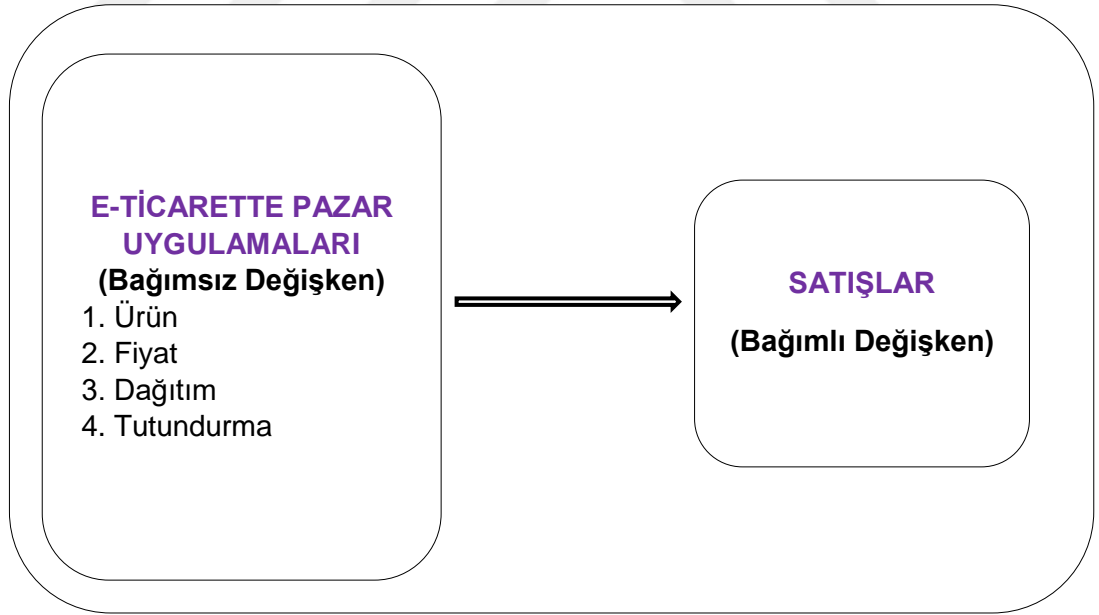 E-TİCARETTE PAZAR
UYGULAMALARI
(Bağımsız Değişken)
1. Ürün
2. Fiyat
3. Dağıtım
4. Tutundurma
SATIŞLAR
(Bağımlı Değişken)